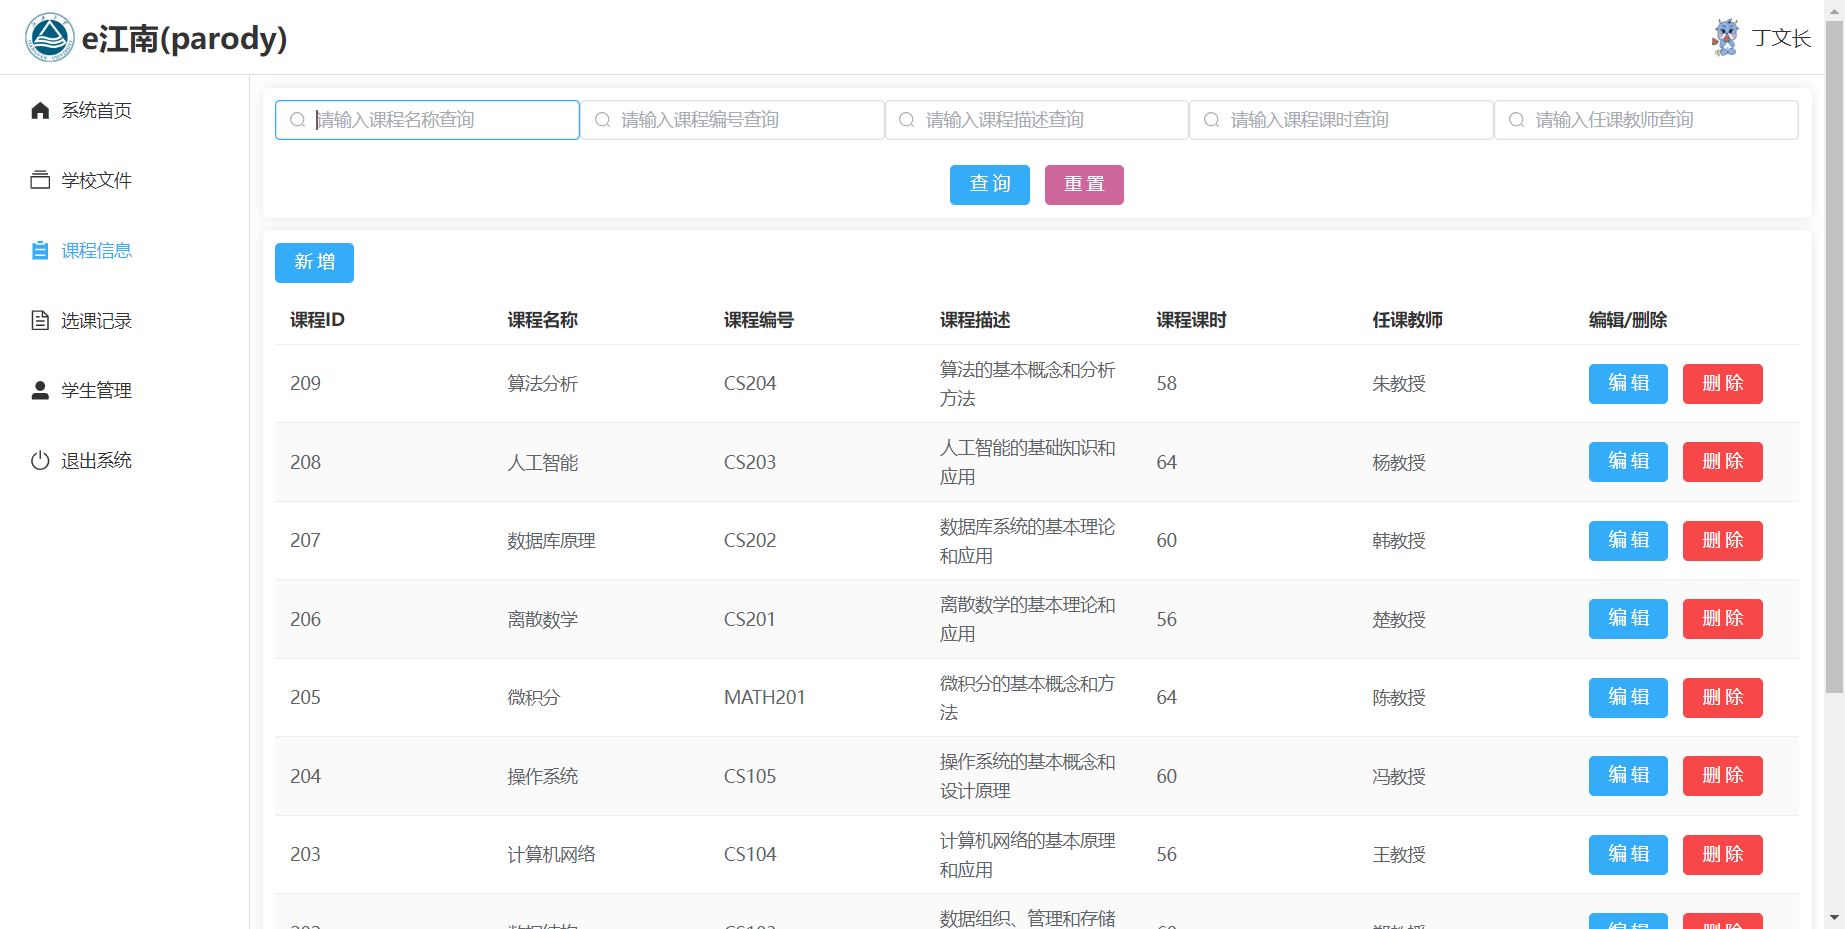 e江南(parody)
丁文长
系统首页
学校文件
课程信息
选课记录
学生管理
退出系统
请输入课程名称查询
请输入课程编号查询
请输入课程描述查询
请输入课程课时查询
请输入任课教师查询
查询
重置
新增
课程ID 课程名称 课程编号 课程描述 课程课时 任课教师 编辑/删除
209 算法分析 CS204 算法的基本概念和分析
方法 58 朱教授 编辑 删除
208 人工智能 CS203 人工智能的基础知识和
应用 64 杨教授 编辑 删除
207 数据库原理 CS202 数据库系统的基本理论
和应用 60 韩教授 编辑 删除
206 离散数学 CS201 离散数学的基本理论和
应用 56 楚教授 编辑 删除
205 微积分 MATH201 微积分的基本概念和方
法 64 陈教授 编辑 删除
204 操作系统 CS105 操作系统的基本概念和
设计原理 60 冯教授 编辑 删除
203 计算机网络 CS104 计算机网络的基本原理
和应用 56 王教授 编辑 删除
数据组织、管理和存储